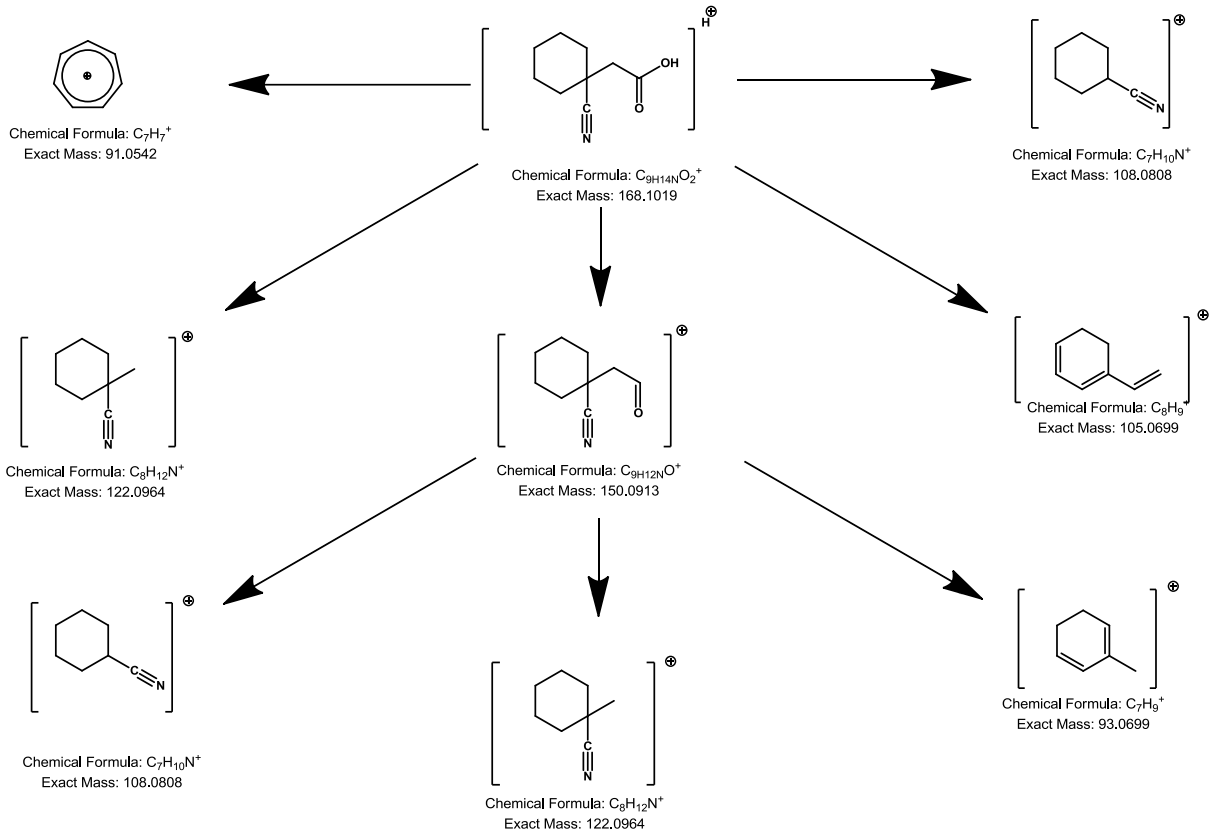 H ⊕
OH
O
C
N
Chemical Formula: C₉H14NO₂⁺
Exact Mass: 168.1019
⊕
Chemical Formula: C₇H₇⁺
Exact Mass: 91.0542
⊕
C
N
Chemical Formula: C₇H₁₀N⁺
Exact Mass: 108.0808
⊕
C
N
Chemical Formula: C₈H₁₂N⁺
Exact Mass: 122.0964
⊕
O
C
N
Chemical Formula: C₉H12NO⁺
Exact Mass: 150.0913
⊕
Chemical Formula: C₈H₉⁺
Exact Mass: 105.0699
⊕
C
N
Chemical Formula: C₇H₁₀N⁺
Exact Mass: 108.0808
⊕
C
N
Chemical Formula: C₈H₁₂N⁺
Exact Mass: 122.0964
⊕
Chemical Formula: C₇H₉⁺
Exact Mass: 93.0699